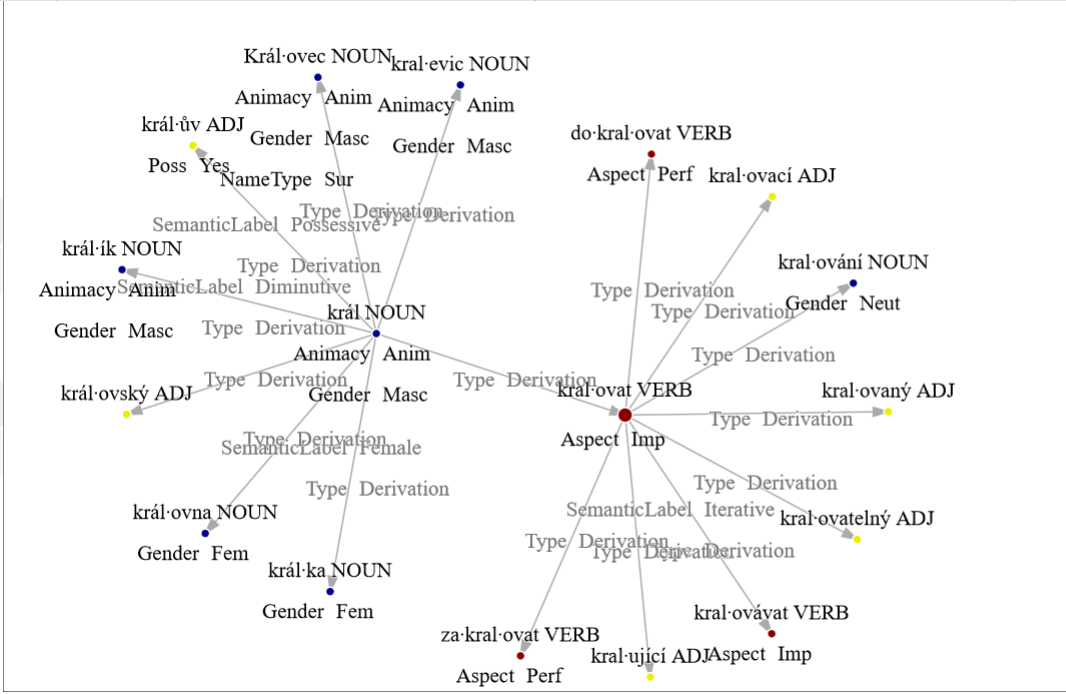 Král·ovec NOUN
Animacy Anim
Gender Masc
NameType Sur
kral·evic NOUN
Animacy Anim
Gender Masc
král·ův ADJ
Poss Yes
do·kral·ovat VERB
Aspect Perf
kral·ovací ADJ
Type Derivation
Type Derivation
SemanticLabel Possessive
Type Derivation
král·ík NOUN
Animacy Anim
Gender Masc
SemanticLabel Diminutive
Type Derivation
král NOUN
Animacy Anim
Gender Masc
kral·ování NOUN
Gender Neut
Type Derivation
Type Derivation
Type Derivation
král·ovský ADJ
Type Derivation
Type Derivation
kral·ovat VERB
Aspect Imp
kral·ovaný ADJ
Type Derivation
Type Derivation
SemanticLabel Female
Type Derivation
král·ovna NOUN
Gender Fem
král·ka NOUN
Gender Fem
Type Derivation
SemanticLabel Iterative
kral·ovatelný ADJ
Type Derivation
Type Derivation
Type Derivation
za·kral·ovat VERB
Aspect Perf
kral·ující ADJ
kral·ovávat VERB
Aspect Imp